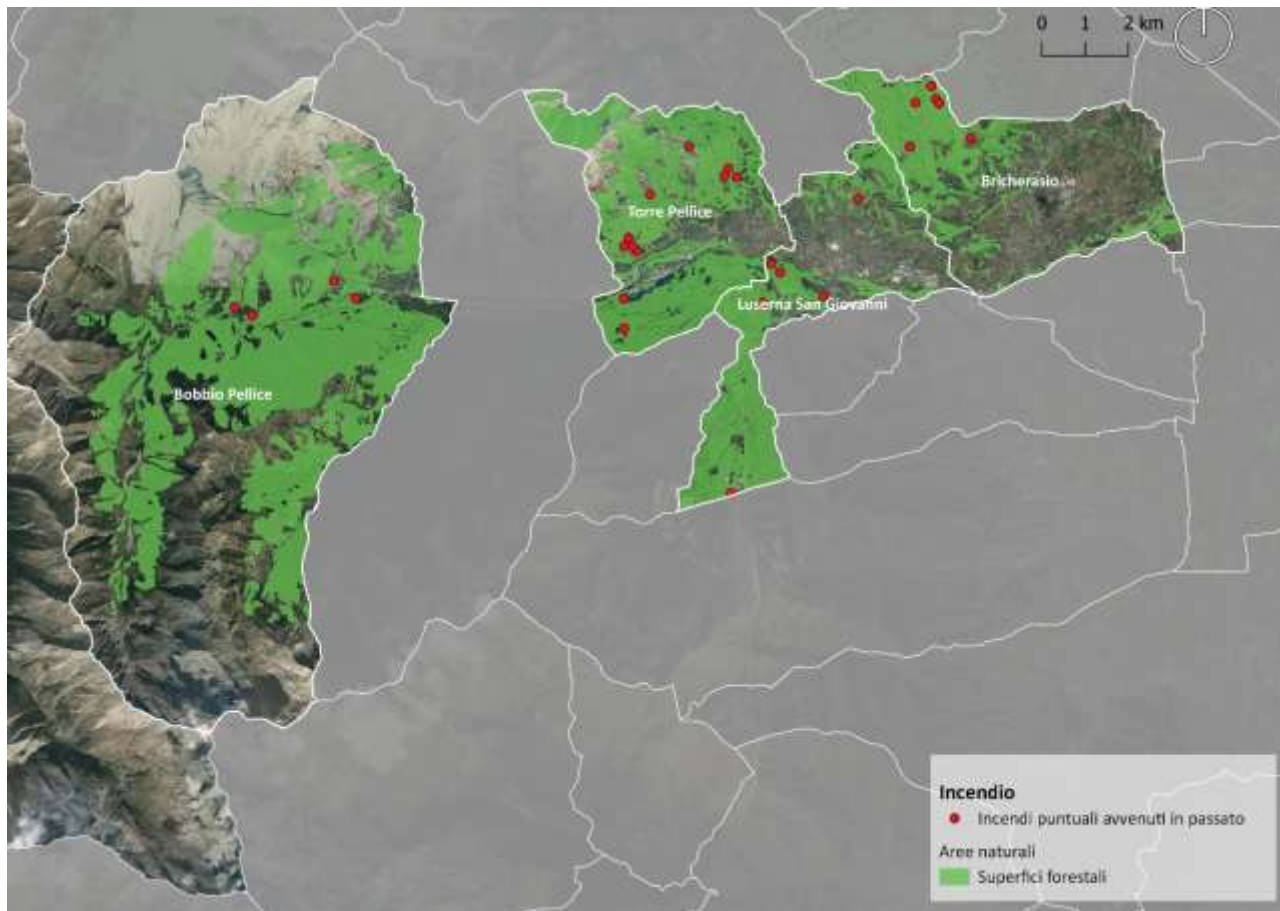 0 1 2 km
Bricherasio
Torre Pellice
Luserna San Giovanni
Bobbio Pellice
Incendio
Incendi puntuali avvenuti in passato
Aree naturali
Superfici forestali